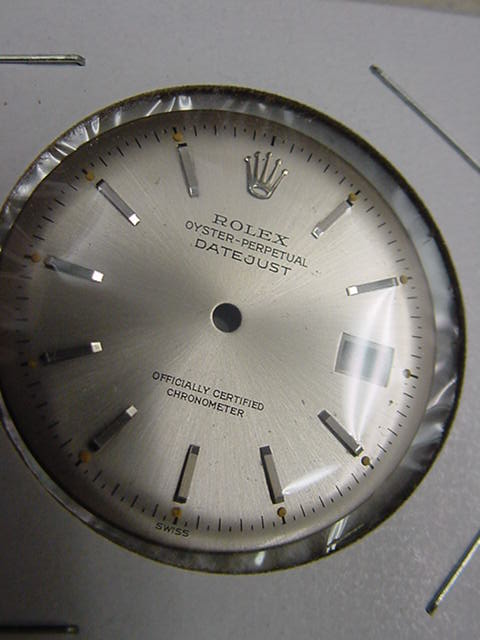 ROLEX
OYSTER-PERPETUAL
DATEJUST
OFFICIALLY CERTIFIED
CHRONOMETER
SWISS